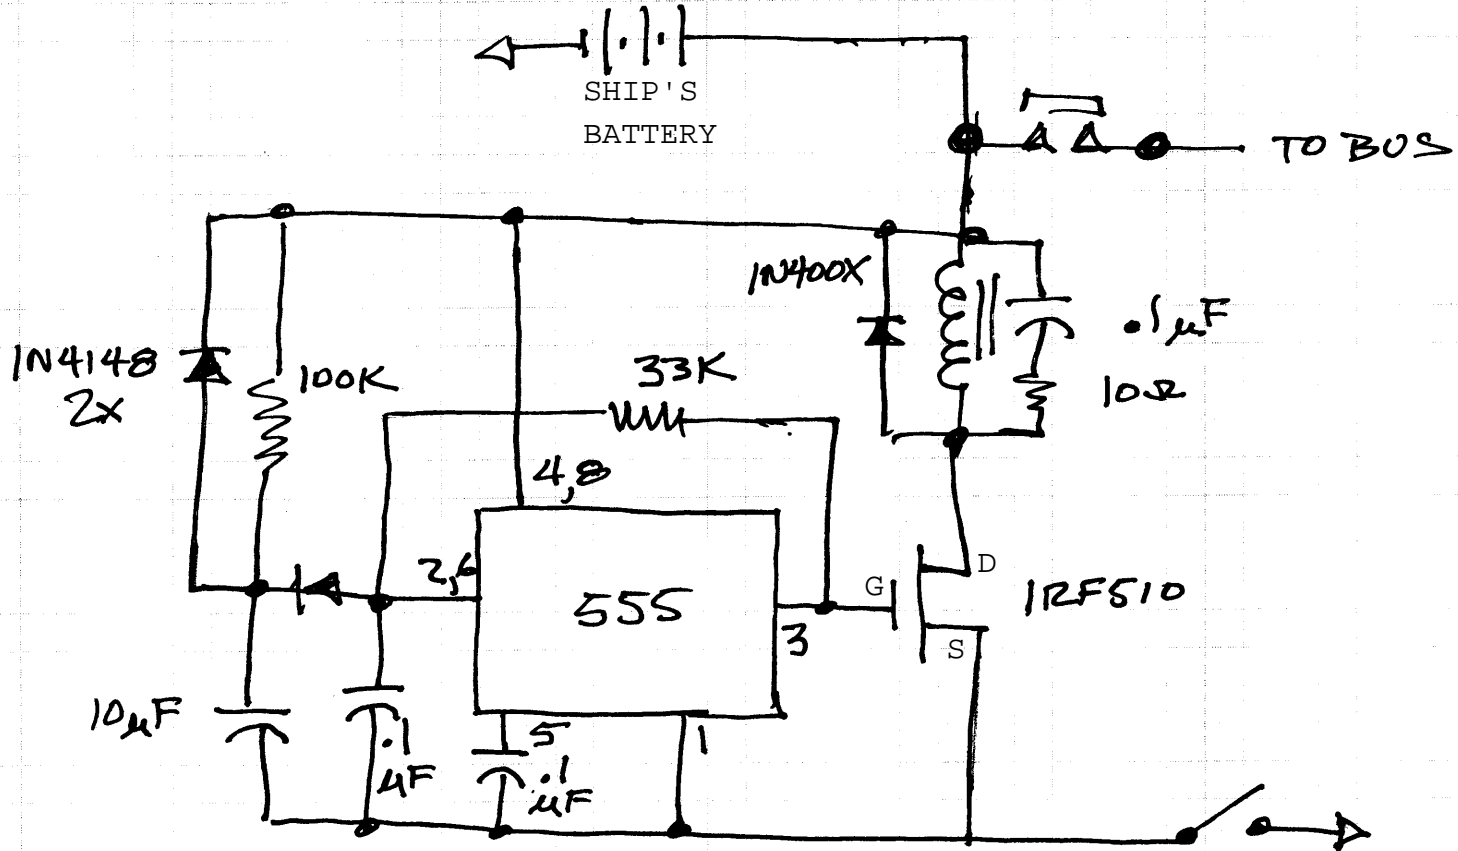 SHIP'S
BATTERY
TO BUS
1N400X
.1µF
1N4148
2x
100K
33K
10Ω
4,8
2,6
555
3
G
D
S
IRF510
10µF
.1
µF
5
.1
µF
1